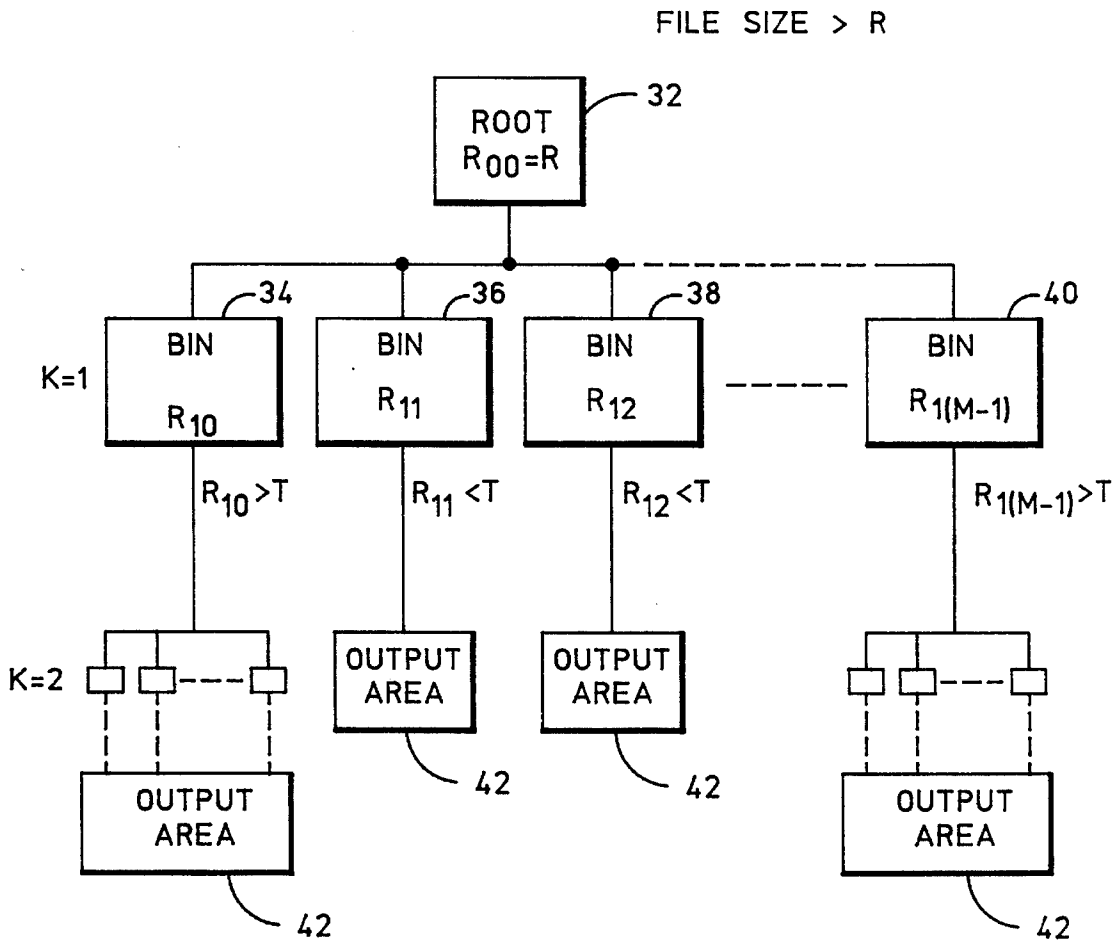 FILE SIZE > R
32
ROOT
R00=R
34
36
38
40
K=1
BIN
R10
BIN
R11
BIN
R12
BIN
R1(M-1)
R10>T
R11<T
R12<T
R1(M-1)>T
K=2
OUTPUT
AREA
42
OUTPUT
AREA
42
OUTPUT
AREA
42
OUTPUT
AREA
42